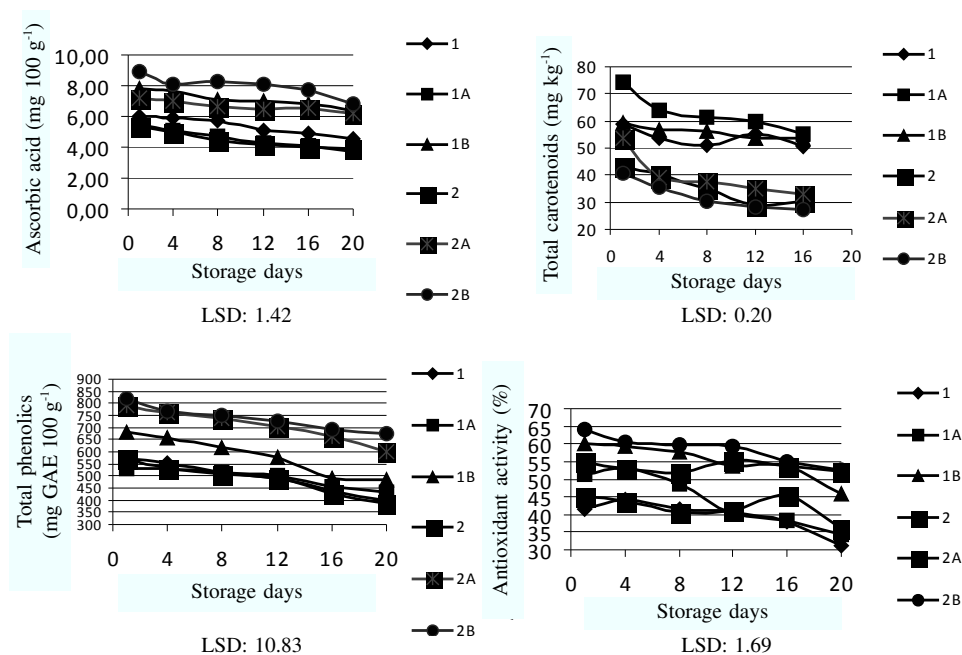 Ascorbic acid (mg 100 g-1)
10,00
8,00
6,00
4,00
2,00
0,00
0 4 8 12 16 20
Storage days
LSD: 1.42
1
1A
1B
2
2A
2B
Total carotenoids (mg kg-1)
80
70
60
50
40
30
20
0 4 8 12 16 20
Storage days
LSD: 0.20
1
1A
1B
2
2A
2B
Total phenolics
(mg GAE 100 g-1)
900
850
800
750
700
650
600
550
500
450
400
350
300
0 4 8 12 16 20
Storage days
LSD: 10.83
1
1A
1B
2
2A
2B
Antioxidant activity (%)
70
65
60
55
50
45
40
35
30
0 4 8 12 16 20
Storage days
LSD: 1.69
1
1A
1B
2
2A
2B